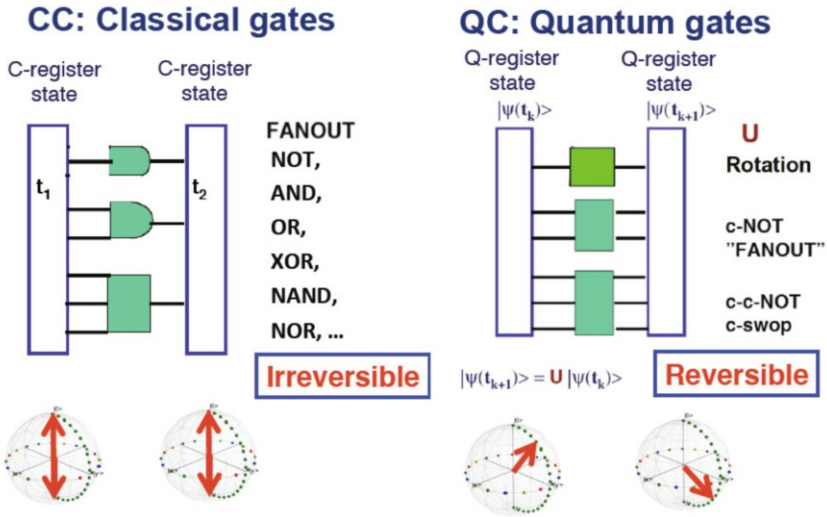 CC: Classical gates
C-register state
C-register state
t1
t2
FANOUT
NOT,
AND,
OR,
XOR,
NAND,
NOR, ...
Irreversible
QC: Quantum gates
Q-register state
|ψ(tk)>
Q-register state
|ψ(tk+1)>
U
Rotation
c-NOT
"FANOUT"
c-c-NOT
c-swop
|ψ(tk+1)> = U |ψ(tk)>
Reversible